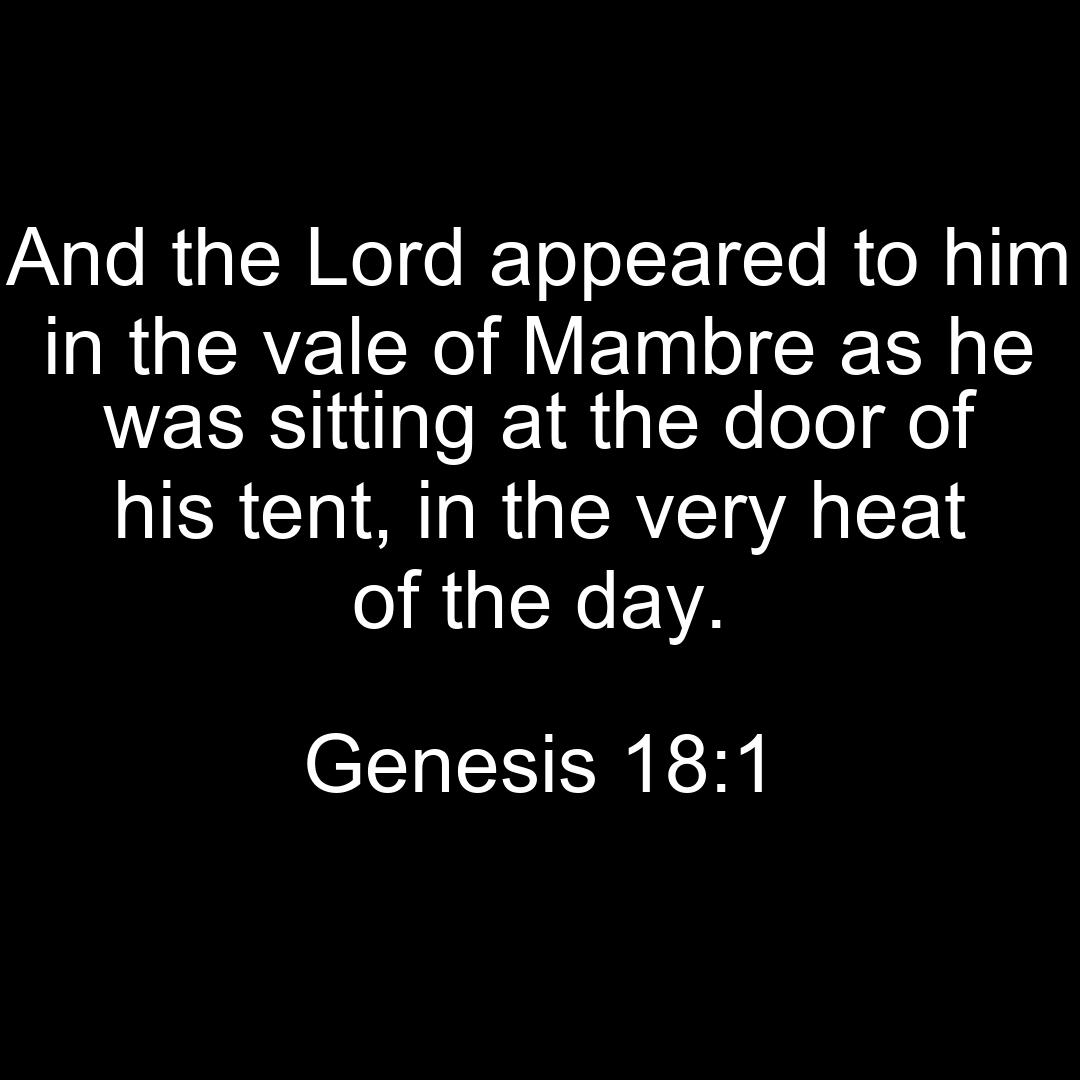 And the Lord appeared to him
in the vale of Mambre as he
was sitting at the door of
his tent, in the very heat
of the day.
Genesis 18:1